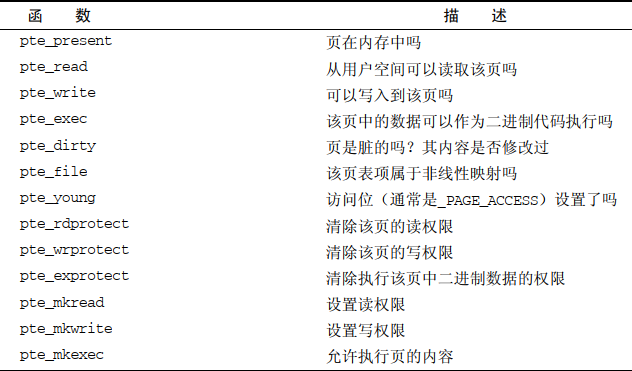 函 数 描 述
pte_present 页在内存中吗
pte_read 从用户空间可以读取该页吗
pte_write 可以写入到该页吗
pte_exec 该页中的数据可以作为二进制代码执行吗
pte_dirty 页是脏的吗？其内容是否修改过
pte_file 该页表项属于非线性映射吗
pte_young 访问位（通常是_PAGE_ACCESS）设置了吗
pte_rdprotect 清除该页的读权限
pte_wrprotect 清除该页的写权限
pte_exprotect 清除执行该页中二进制数据的权限
pte_mkread 设置读权限
pte_mkwrite 设置写权限
pte_mkexec 允许执行页的内容